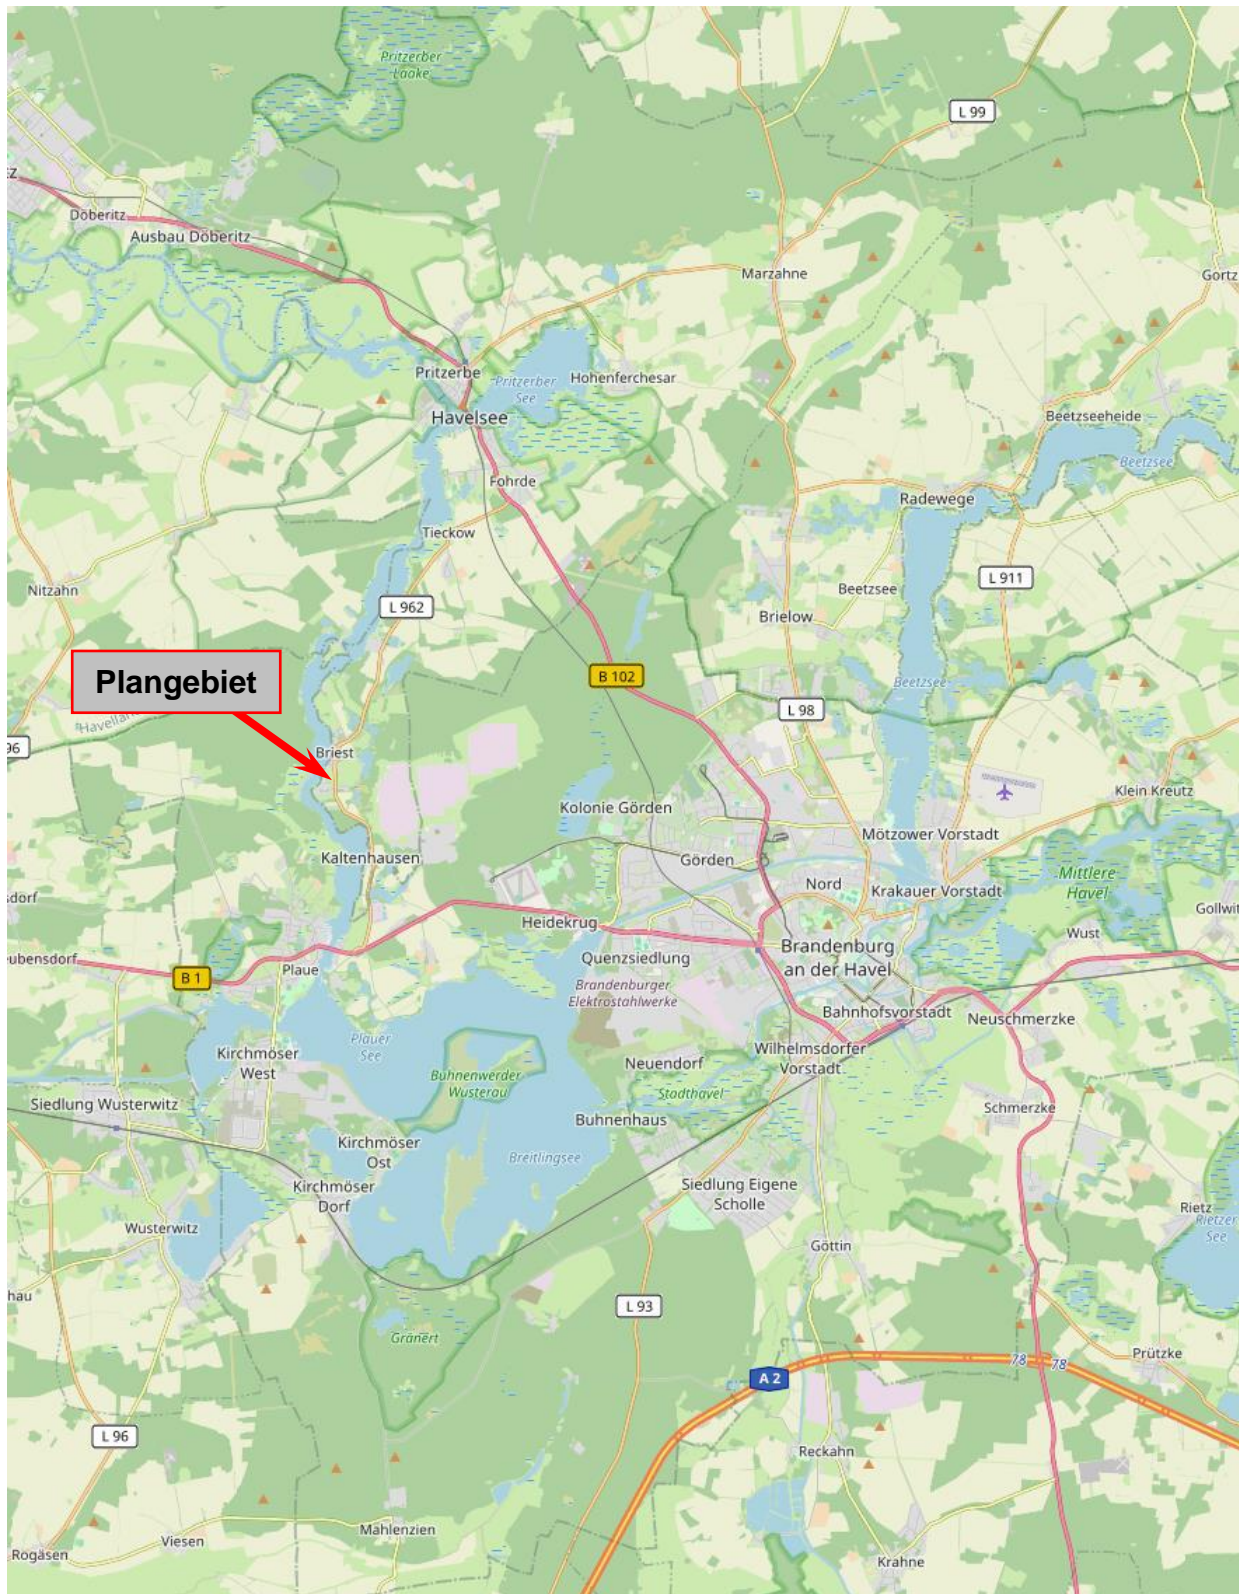 Pritzerber
Laake
L 99
Döberitz
Ausbau Döberitz
Marzahne
Gortz
Pritzerbe
Pritzerber
See
Hohenferchesar
Havelsee
Beetzseeheide
Beetzsee
Fohrde
Radewege
Tieckow
L 911
Nitzahn
Beetzsee
L 962
Brielow
Plangebiet
B 102
Beetzsee
L 98
96
Briest
Klein Kreutz
Kolonie Görden
Mötzower Vorstadt
Kaltenhausen
Görden
Mittlere
Havel
Nord
Krakauer Vorstadt
sdorf
Gollwit
Heidekrug
Wust
Brandenburg
an der Havel
Quenzsiedlung
eubensdorf
Plaue
B 1
Brandenburger
Elektrostahlwerke
Bahnhofsvorstadt
Neuschmerzke
Plauer
See
Wilhelmsdorfer
Vorstadt
Kirchmöser
West
Neuendorf
Buhnenwerder
Wusterau
Stadthavel
Siedlung Wusterwitz
Schmerzke
Buhnenhaus
Kirchmöser
Ost
Breitlingsee
Kirchmöser
Dorf
Siedlung Eigene
Scholle
Wusterwitz
Rietz
Rietzer
See
Göttin
hau
L 93
Gränert
78
78
Prützke
A 2
L 96
Reckahn
Mahlenzien
Viesen
Rogäsen
Krahne